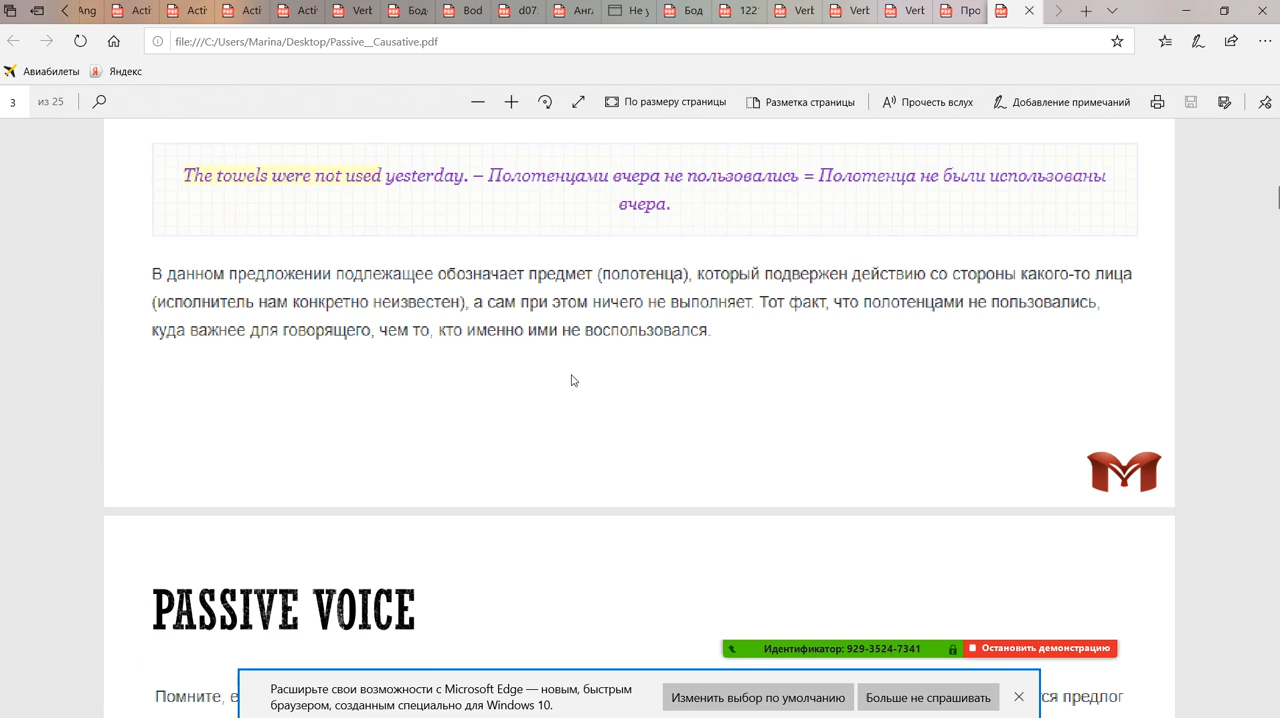 Ang
Acti
Acti
Acti
Acti
Vert
Бод
Bod
d07
Анг
Не у
Бод
122
Vert
Vert
Vert
Про
file:///C:/Users/Marina/Desktop/Passive__Causative.pdf
Авиабилеты
Я Яндекс
3 из 25
По размеру страницы
Разметка страницы
Прочесть вслух
Добавление примечаний
The towels were not used yesterday. – Полотенцами вчера не пользовались = Полотенца не были использованы
вчера.
В данном предложении подлежащее обозначает предмет (полотенца), который подвержен действию со стороны какого-то лица
(исполнитель нам конкретно неизвестен), а сам при этом ничего не выполняет. Тот факт, что полотенцами не пользовались,
куда важнее для говорящего, чем то, кто именно ими не воспользовался.
PASSIVE VOICE
Идентификатор: 929-3524-7341
Остановить демонстрацию
Помните, е
ся предлог
Расширьте свои возможности с Microsoft Edge — новым, быстрым
браузером, созданным специально для Windows 10.
Изменить выбор по умолчанию
Больше не спрашивать